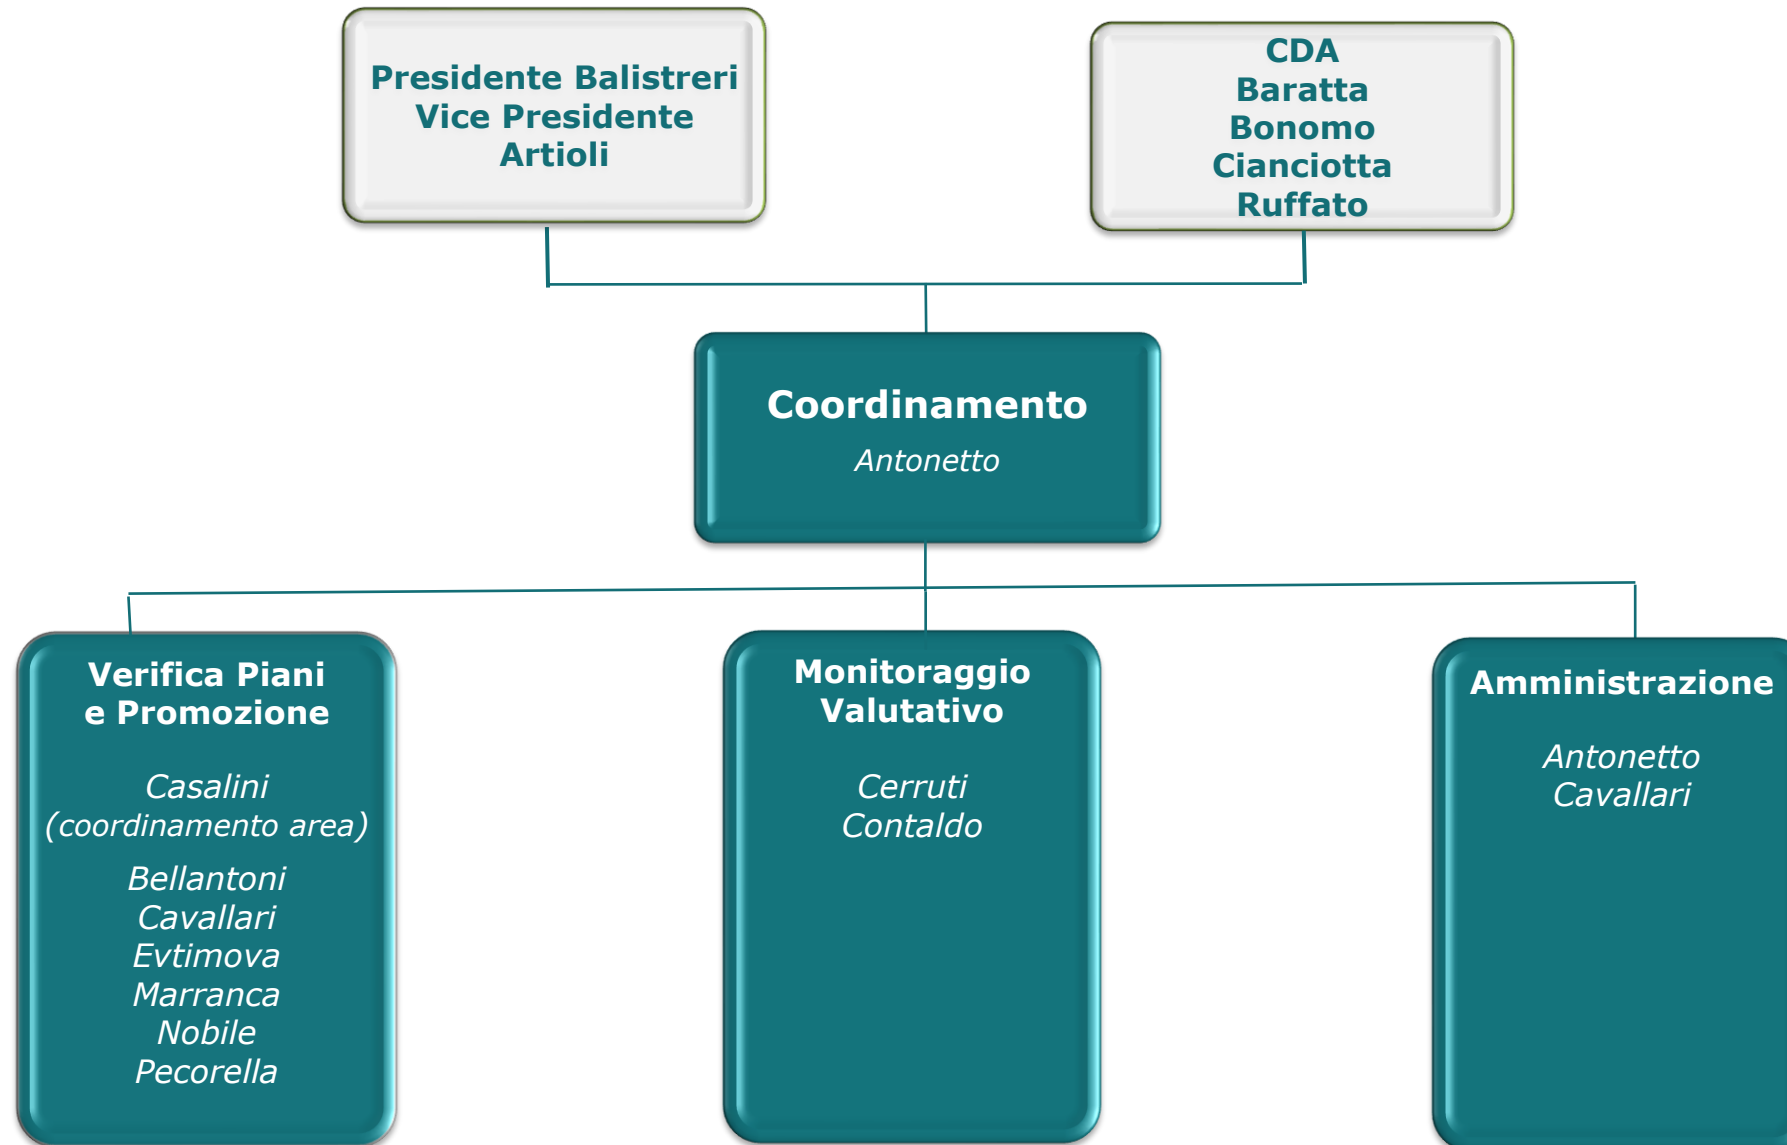 Presidente Balistreri
Vice Presidente
Artioli
CDA
Baratta
Bonomo
Cianciotta
Ruffato
Coordinamento
Antonetto
Verifica Piani
e Promozione
Casalini
(coordinamento area)
Bellantoni
Cavallari
Evtimova
Marranca
Nobile
Pecorella
Monitoraggio
Valutativo
Cerruti
Contaldo
Amministrazione
Antonetto
Cavallari